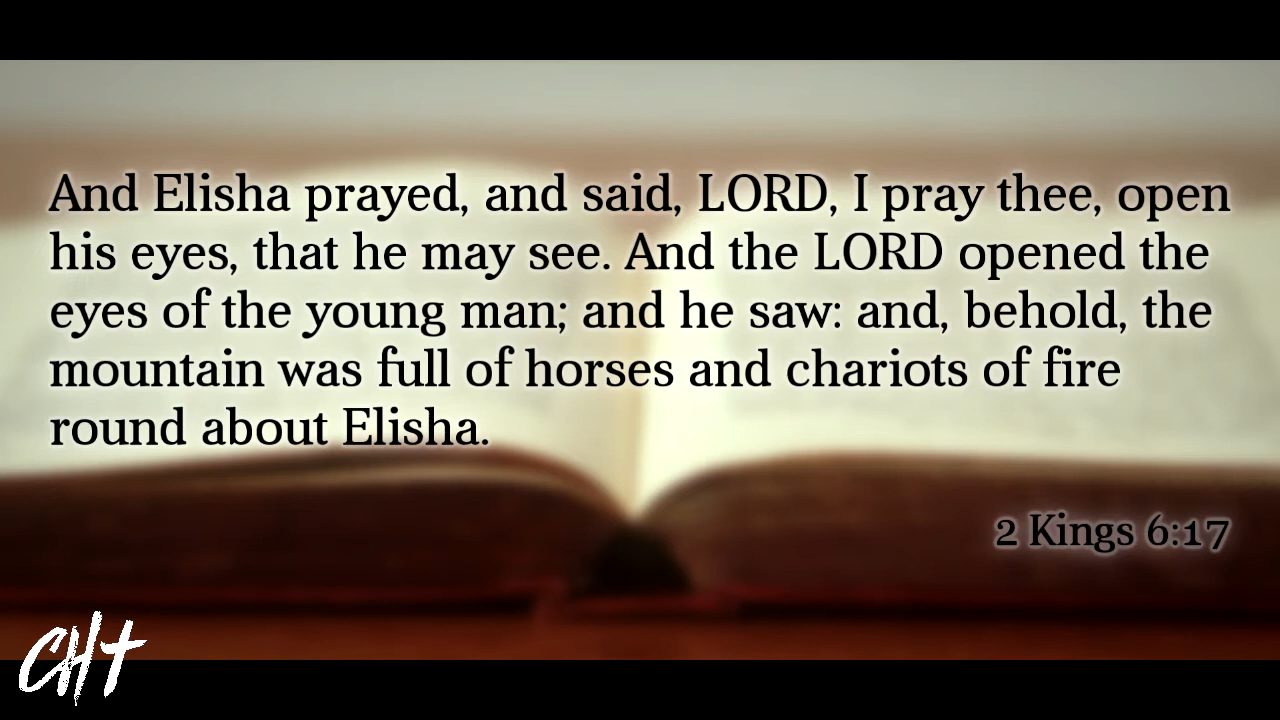 And Elisha prayed, and said, LORD, I pray thee, open
his eyes, that he may see. And the LORD opened the
eyes of the young man; and he saw: and, behold, the
mountain was full of horses and chariots of fire
round about Elisha.
2 Kings 6:17
CHt